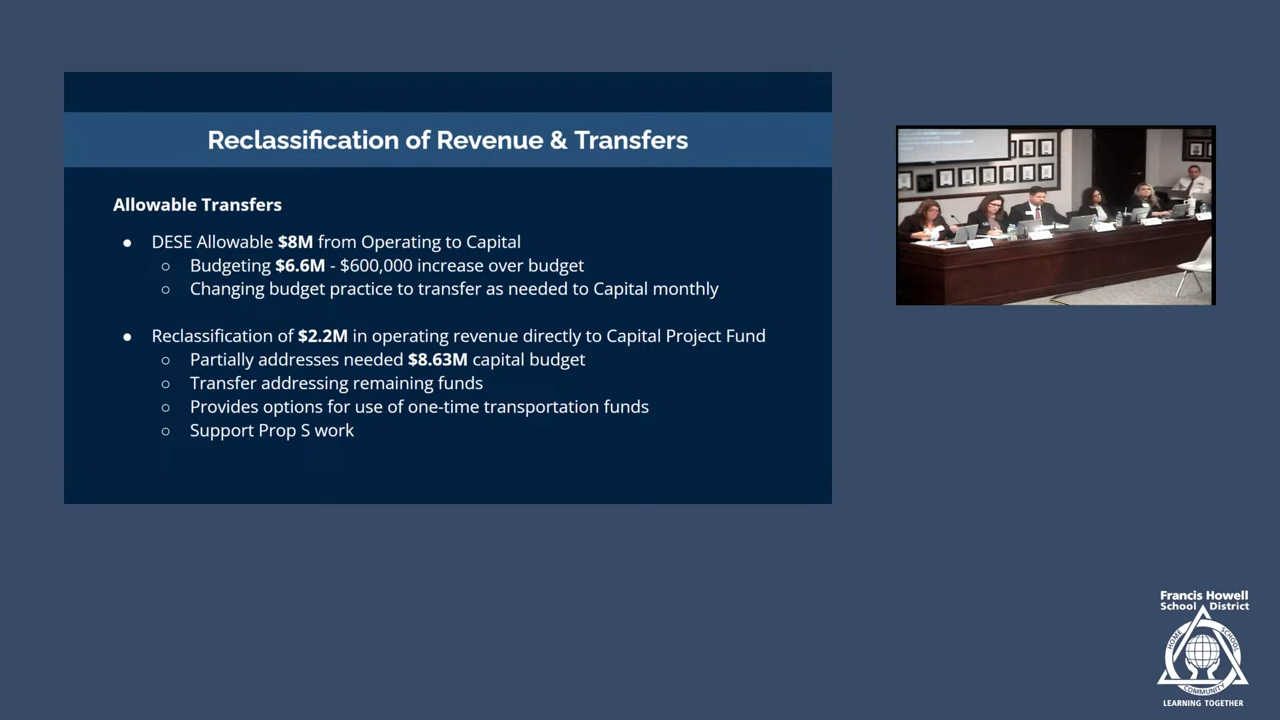 Reclassification of Revenue & Transfers
Allowable Transfers
● DESE Allowable $8M from Operating to Capital
○ Budgeting $6.6M - $600,000 increase over budget
○ Changing budget practice to transfer as needed to Capital monthly
● Reclassification of $2.2M in operating revenue directly to Capital Project Fund
○ Partially addresses needed $8.63M capital budget
○ Transfer addressing remaining funds
○ Provides options for use of one-time transportation funds
○ Support Prop S work
Francis Howell
School District
HOME SCHOOL
COMMUNITY
LEARNING TOGETHER